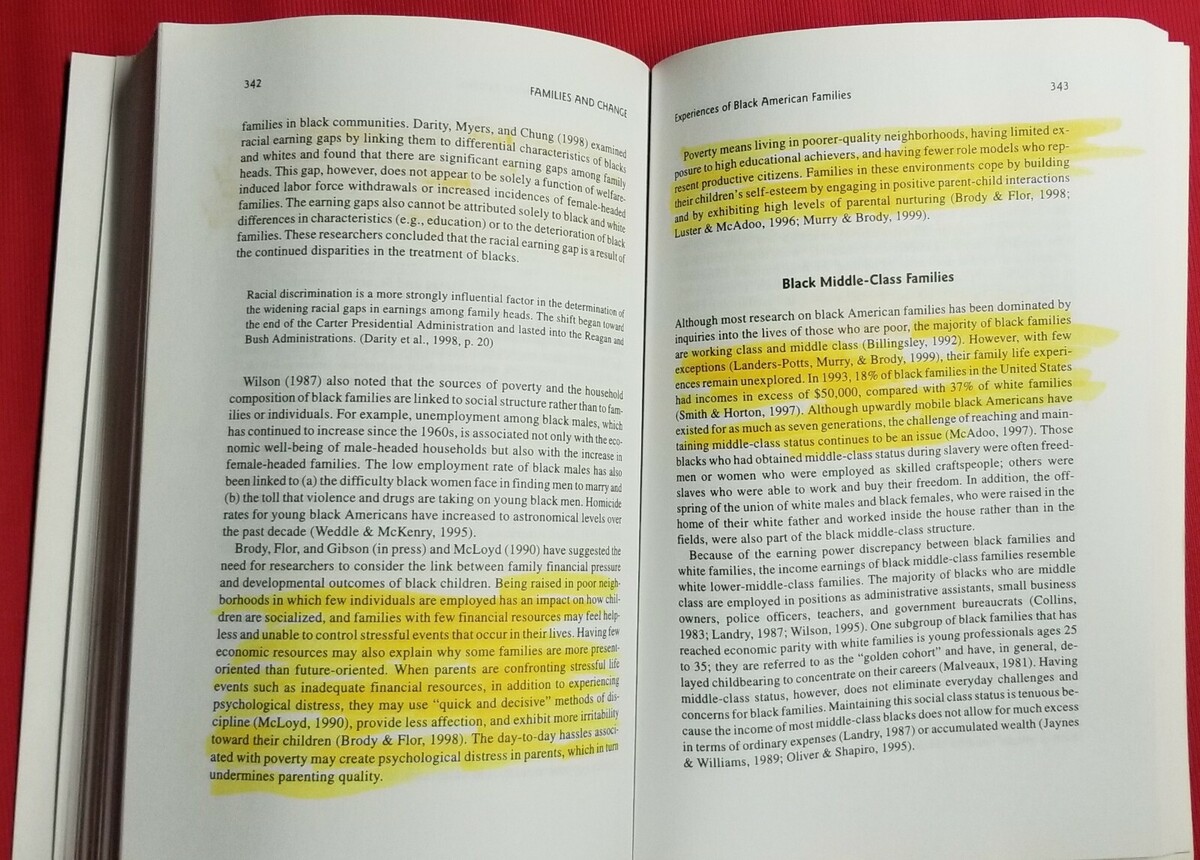 342
FAMILIES AND CHANGE
families in black communities. Darity, Myers, and Chung (1998) examined
racial earning gaps by linking them to differential characteristics of blacks
and whites and found that there are significant earning gaps among family
heads. This gap, however, does not appear to be solely a function of welfare-
induced labor force withdrawals or increased incidences of female-headed
families. The earning gaps also cannot be attributed solely to black and white
differences in characteristics (e.g., education) or to the deterioration of black
families. These researchers concluded that the racial earning gap is a result of
the continued disparities in the treatment of blacks.
Racial discrimination is a more strongly influential factor in the determination of
the widening racial gaps in earnings among family heads. The shift began toward
the end of the Carter Presidential Administration and lasted into the Reagan and
Bush Administrations. (Darity et al., 1998, p. 20)
Wilson (1987) also noted that the sources of poverty and the household
composition of black families are linked to social structure rather than to fam-
ilies or individuals. For example, unemployment among black males, which
has continued to increase since the 1960s, is associated not only with the eco-
nomic well-being of male-headed households but also with the increase in
female-headed families. The low employment rate of black males has also
been linked to (a) the difficulty black women face in finding men to marry and
(b) the toll that violence and drugs are taking on young black men. Homicide
rates for young black Americans have increased to astronomical levels over
the past decade (Weddle & McKenry, 1995).
Brody, Flor, and Gibson (in press) and McLoyd (1990) have suggested the
need for researchers to consider the link between family financial pressure
and developmental outcomes of black children. Being raised in poor neigh-
borhoods in which few individuals are employed has an impact on how chil-
dren are socialized, and families with few financial resources may feel help-
less and unable to control stressful events that occur in their lives. Having few
economic resources may also explain why some families are more present-
oriented than future-oriented. When parents are confronting stressful life
events such as inadequate financial resources, in addition to experiencing
psychological distress, they may use "quick and decisive" methods of dis-
cipline (McLoyd, 1990), provide less affection, and exhibit more irritability
toward their children (Brody & Flor, 1998). The day-to-day hassles associ-
ated with poverty may create psychological distress in parents, which in turn
undermines parenting quality.
Experiences of Black American Families
343
Poverty means living in poorer-quality neighborhoods, having limited ex-
posure to high educational achievers, and having fewer role models who rep-
resent productive citizens. Families in these environments cope by building
their children's self-esteem by engaging in positive parent-child interactions
and by exhibiting high levels of parental nurturing (Brody & Flor, 1998;
Luster & McAdoo, 1996; Murry & Brody, 1999).
Black Middle-Class Families
Although most research on black American families has been dominated by
inquiries into the lives of those who are poor, the majority of black families
are working class and middle class (Billingsley, 1992). However, with few
exceptions (Landers-Potts, Murry, & Brody, 1999), their family life experi-
ences remain unexplored. In 1993, 18% of black families in the United States
had incomes in excess of $50,000, compared with 37% of white families
(Smith & Horton, 1997). Although upwardly mobile black Americans have
existed for as much as seven generations, the challenge of reaching and main-
taining middle-class status continues to be an issue (McAdoo, 1997). Those
blacks who had obtained middle-class status during slavery were often freed-
men or women who were employed as skilled craftspeople; others were
slaves who were able to work and buy their freedom. In addition, the off-
spring of the union of white males and black females, who were raised in the
home of their white father and worked inside the house rather than in the
fields, were also part of the black middle-class structure.
Because of the earning power discrepancy between black families and
white families, the income earnings of black middle-class families resemble
white lower-middle-class families. The majority of blacks who are middle
class are employed in positions as administrative assistants, small business
owners, police officers, teachers, and government bureaucrats (Collins,
1983; Landry, 1987; Wilson, 1995). One subgroup of black families that has
reached economic parity with white families is young professionals ages 25
to 35; they are referred to as the "golden cohort" and have, in general, de-
layed childbearing to concentrate on their careers (Malveaux, 1981). Having
middle-class status, however, does not eliminate everyday challenges and
concerns for black families. Maintaining this social class status is tenuous be-
cause the income of most middle-class blacks does not allow for much excess
in terms of ordinary expenses (Landry, 1987) or accumulated wealth (Jaynes
& Williams, 1989; Oliver & Shapiro, 1995).